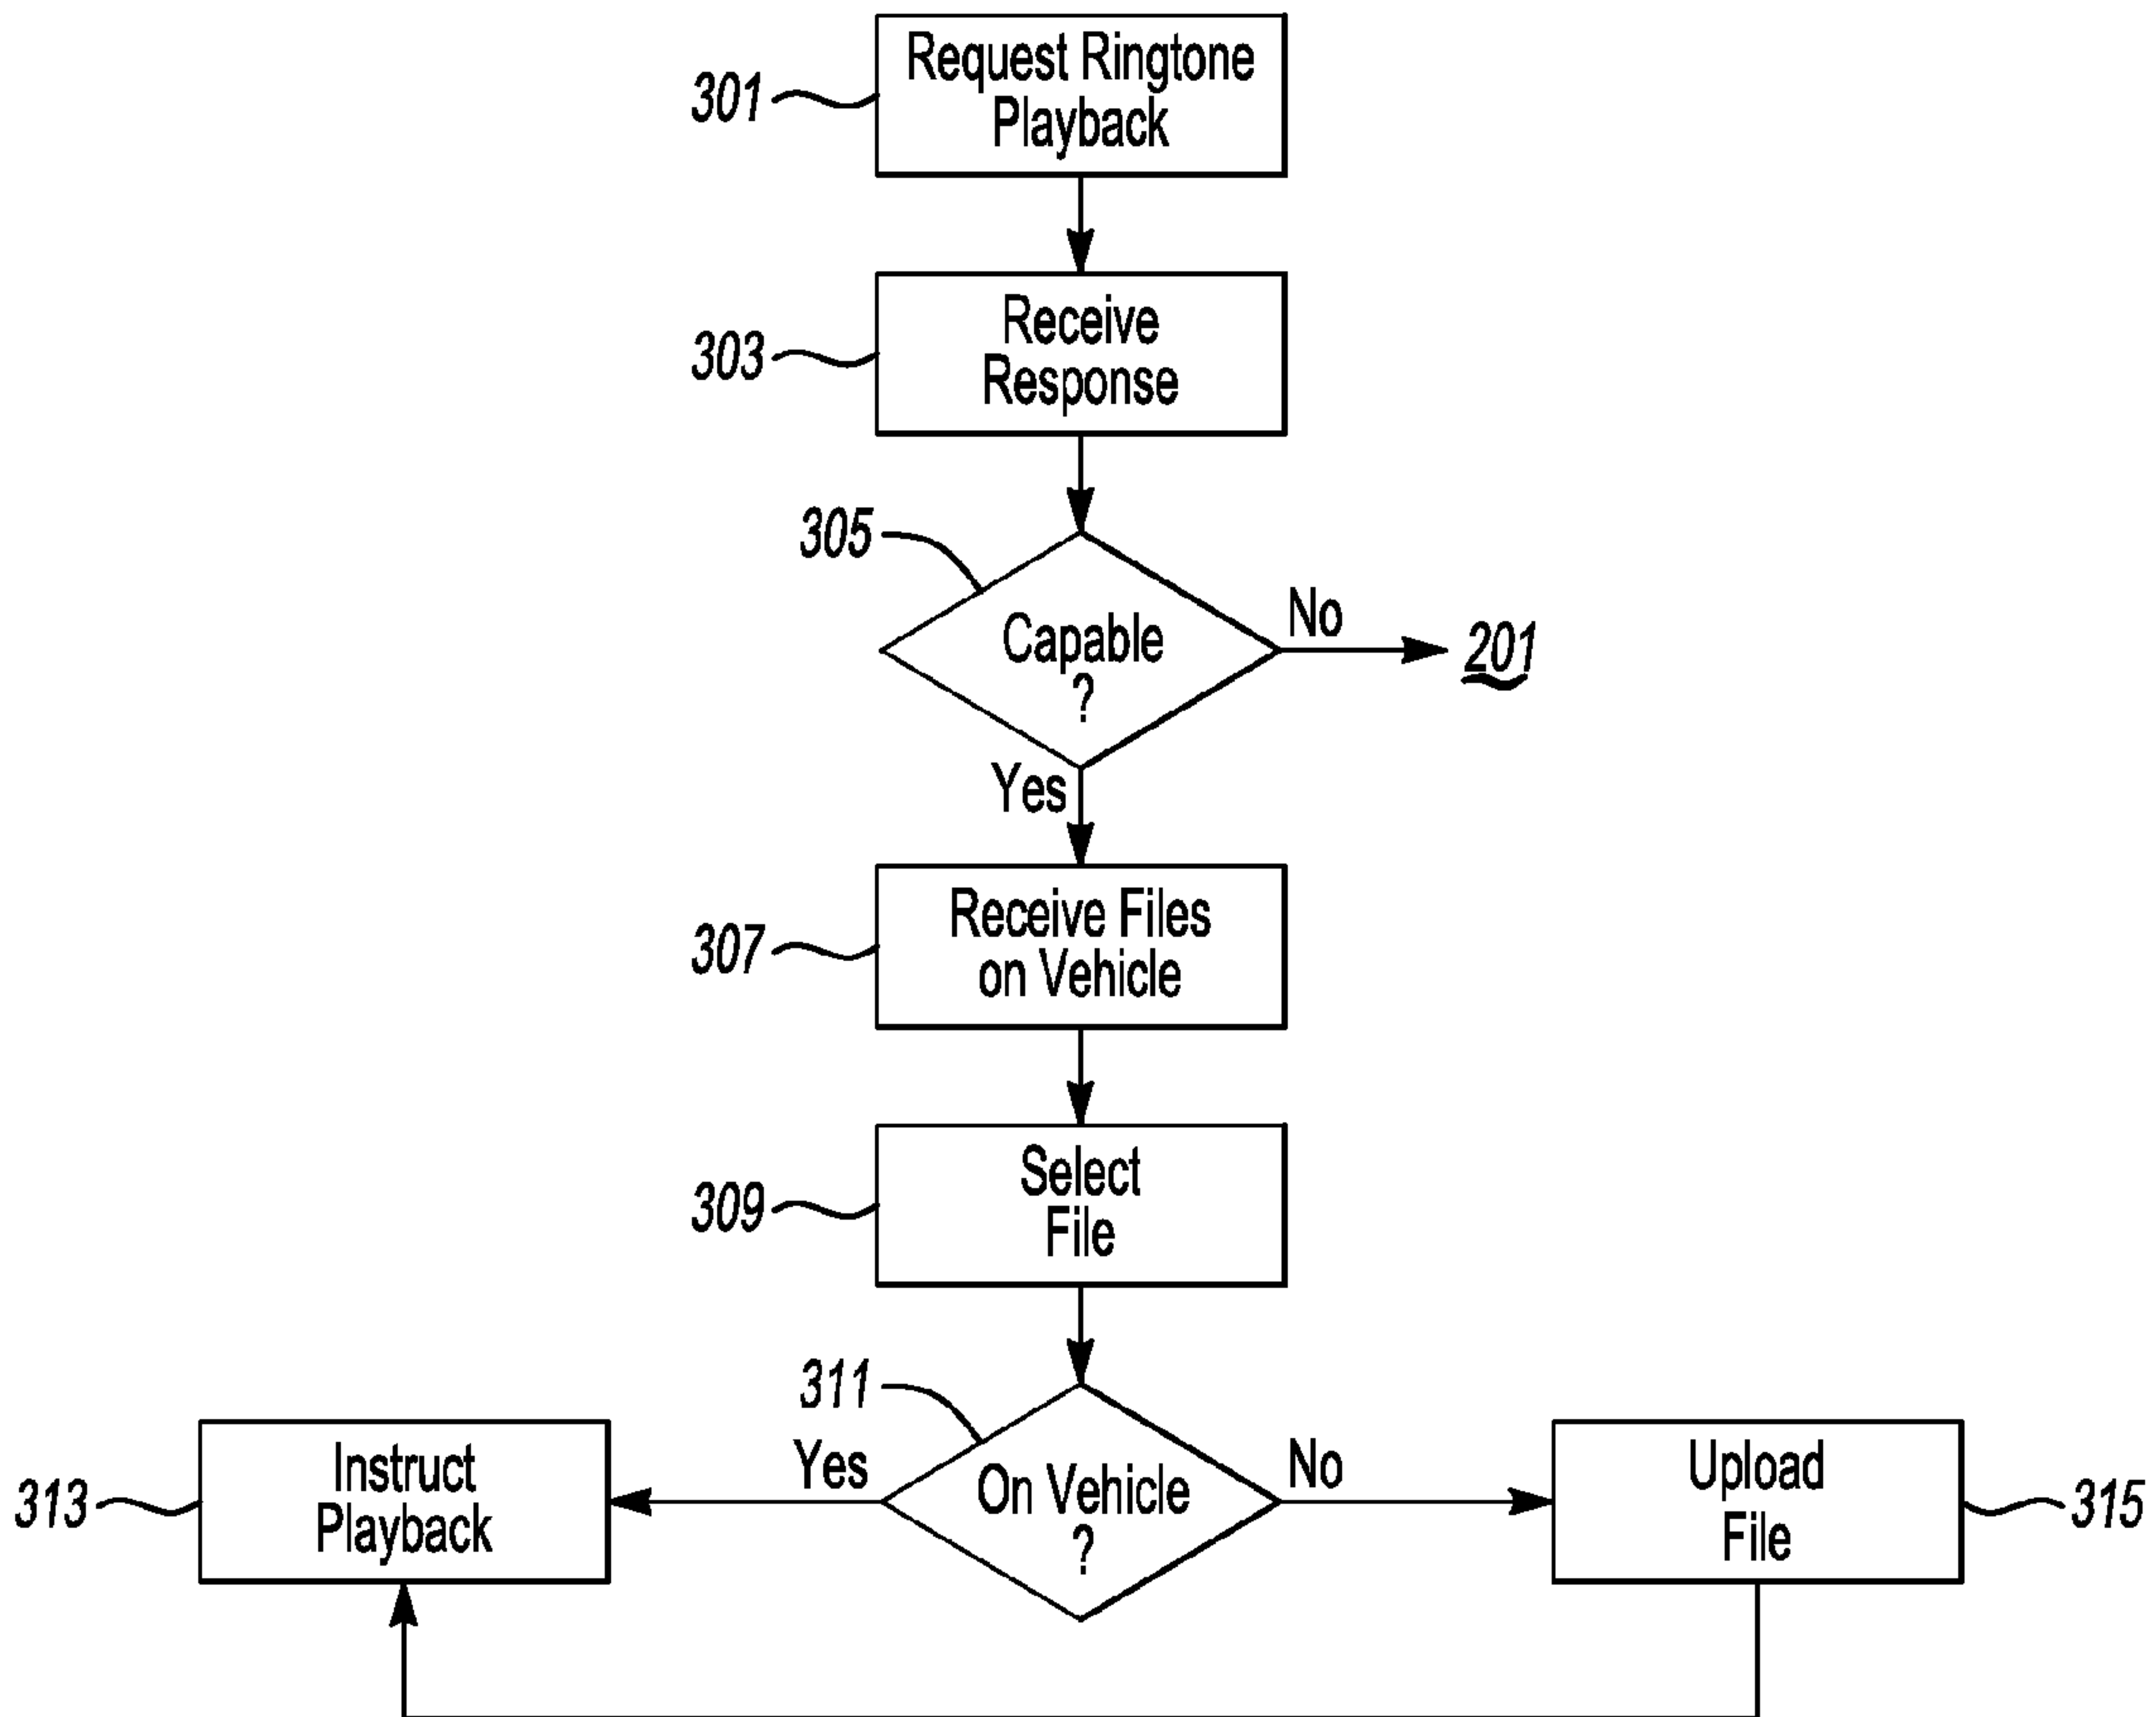 Request Ringtone
Playback
301
Receive
Response
303
305
Capable
?
No
201
Yes
Receive Files
on Vehicle
307
Select
File
309
311
On Vehicle
?
Yes
No
Instruct
Playback
313
Upload
File
315